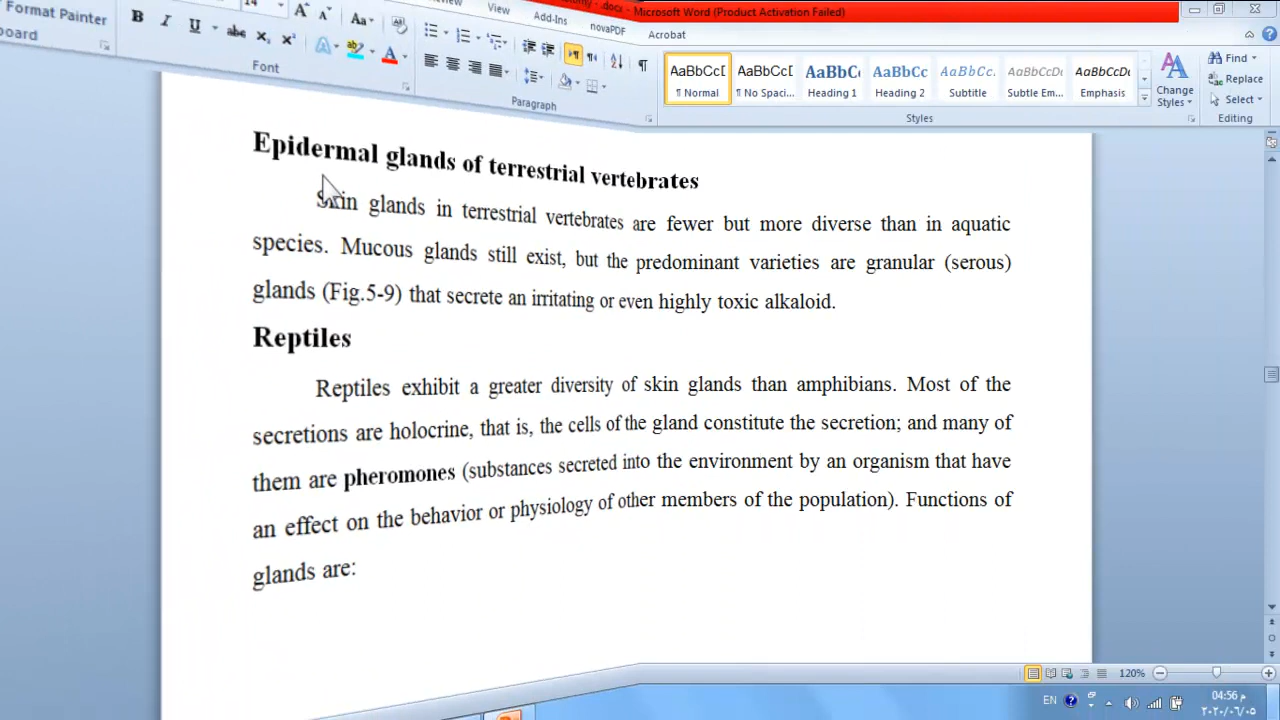 .docx - Microsoft Word (Product Activation Failed)
Format Painter
View
Add-Ins
novaPDF
Acrobat
14
Font
Paragraph
AaBbCcI
¶ Normal
¶ No Spaci...
Heading 1
Heading 2
Subtitle
Subtle Em...
Emphasis
Change
Styles
Styles
Find
Replace
Select
Editing
Epidermal glands of terrestrial vertebrates
Skin glands in terrestrial vertebrates are fewer but more diverse than in aquatic
species. Mucous glands still exist, but the predominant varieties are granular (serous)
glands (Fig.5-9) that secrete an irritating or even highly toxic alkaloid.
Reptiles
Reptiles exhibit a greater diversity of skin glands than amphibians. Most of the
secretions are holocrine, that is, the cells of the gland constitute the secretion; and many of
them are pheromones (substances secreted into the environment by an organism that have
an effect on the behavior or physiology of other members of the population). Functions of
glands are:
120%
EN
04:56 م
٢٠٢٠/٠٦/٠٥